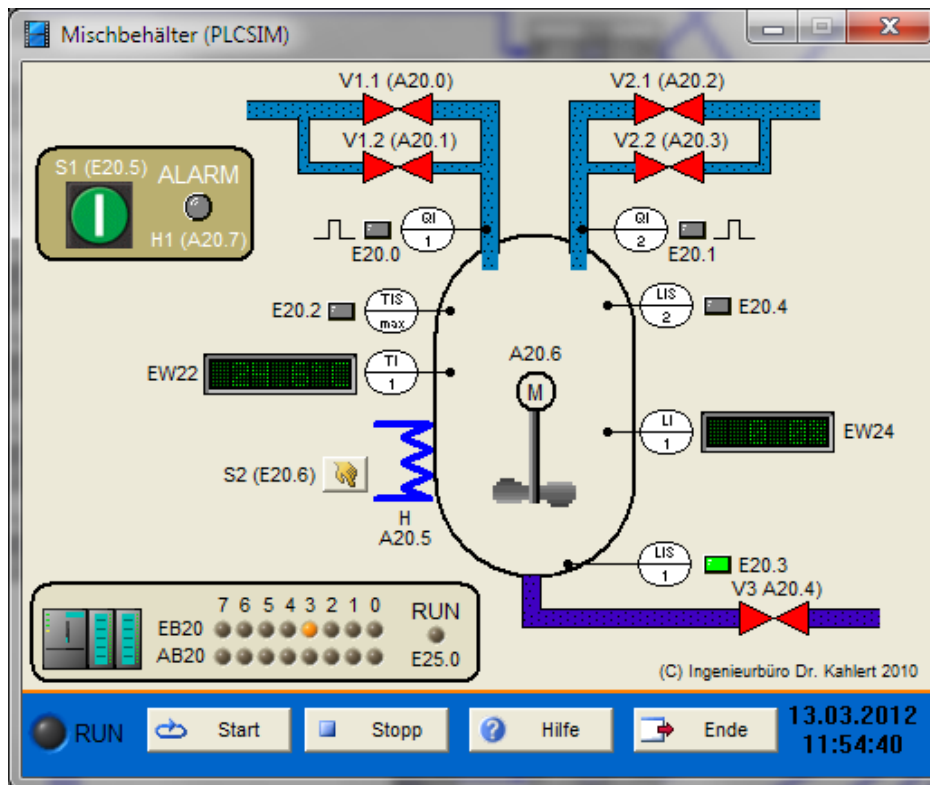 Mischbehälter (PLCSIM)
V1.1 (A20.0)
V2.1 (A20.2)
V1.2 (A20.1)
V2.2 (A20.3)
S1 (E20.5)
ALARM
H1 (A20.7)
QI
1
E20.0
QI
2
E20.1
E20.2
TIS
max
LIS
2
E20.4
EW22
TI
1
A20.6
M
LI
1
EW24
S2 (E20.6)
H
A20.5
LIS
1
E20.3
V3 A20.4)
7 6 5 4 3 2 1 0
RUN
EB20
AB20
E25.0
(C) Ingenieurbüro Dr. Kahlert 2010
RUN
Start
Stopp
Hilfe
Ende
13.03.2012
11:54:40